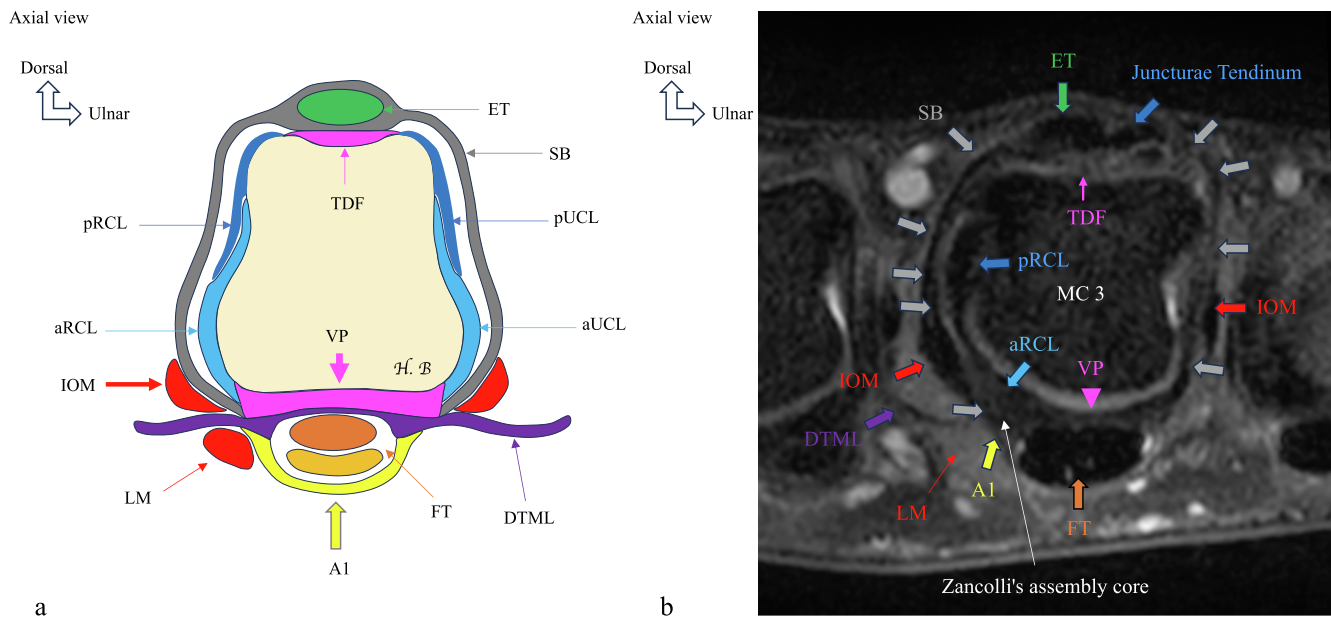 Axial view
Dorsal
Ulnar
ET
SB
TDF
pRCL
pUCL
aRCL
aUCL
VP
H. B
IOM
LM
FT
DTML
A1
a
Axial view
Dorsal
Ulnar
ET
Juncturae Tendinum
SB
TDF
pRCL
MC 3
IOM
aRCL
VP
IOM
DTML
A1
LM
FT
Zancolli's assembly core
b